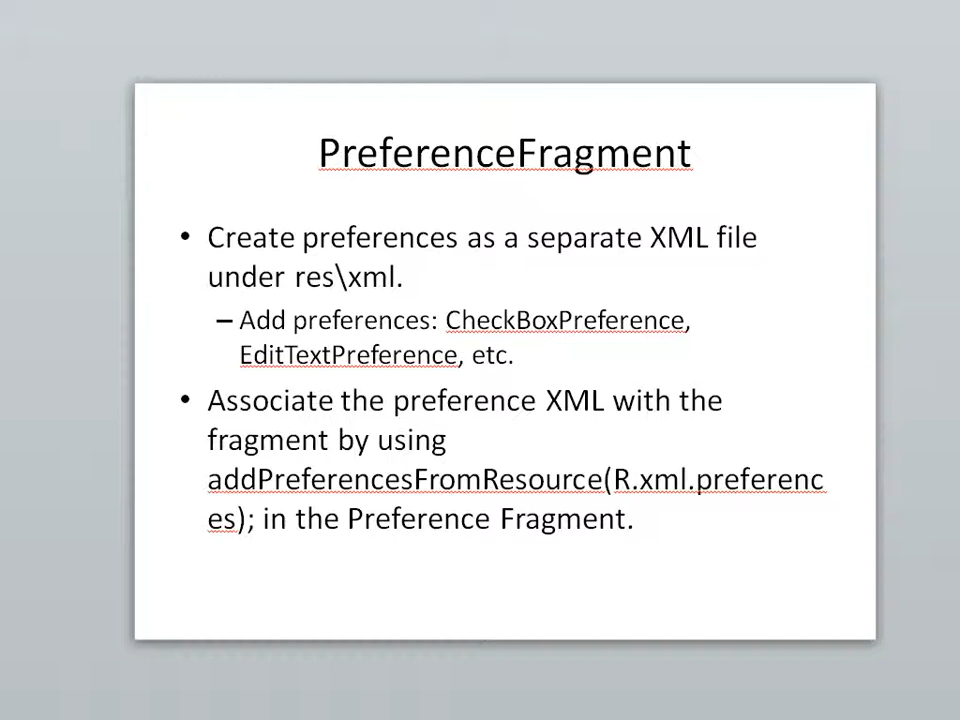 PreferenceFragment
• Create preferences as a separate XML file
under res\xml.
– Add preferences: CheckBoxPreference,
EditTextPreference, etc.
• Associate the preference XML with the
fragment by using
addPreferencesFromResource(R.xml.preferenc
es); in the Preference Fragment.